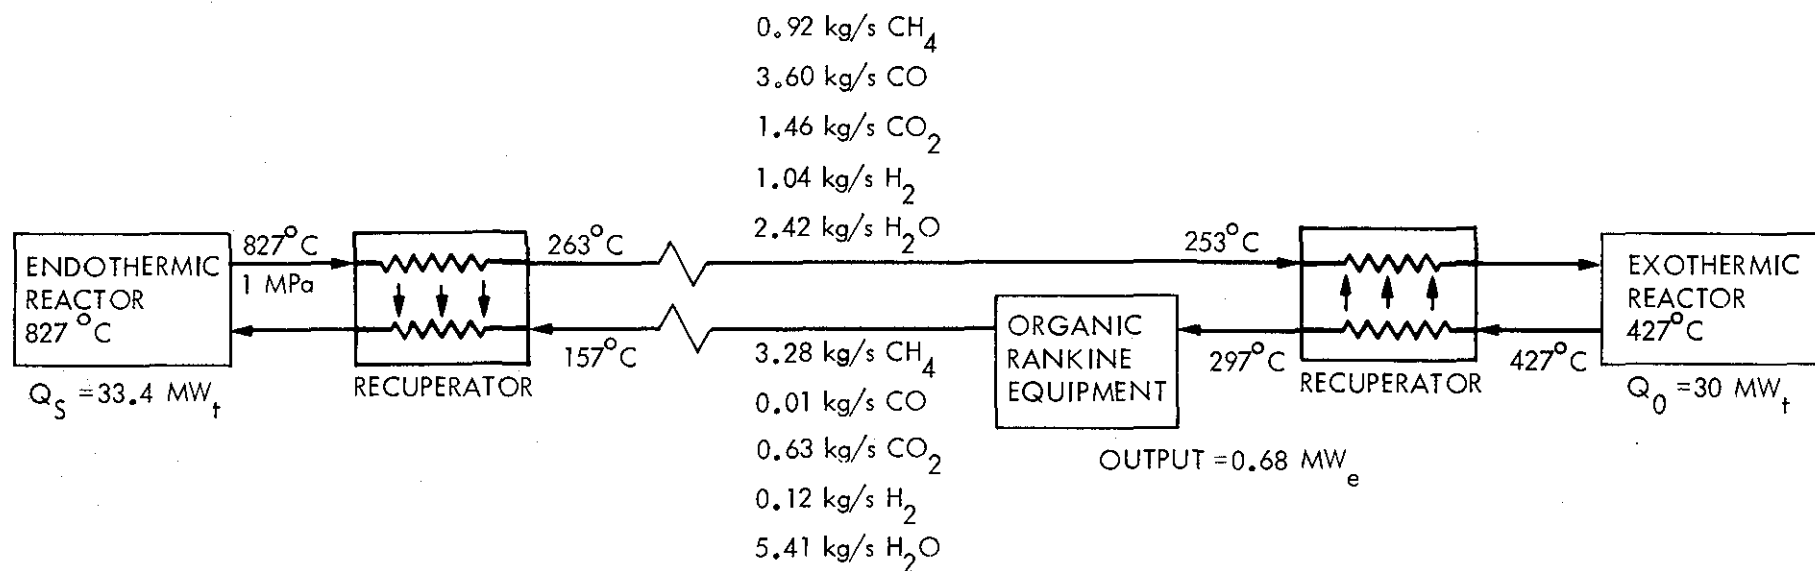 0.92 kg/s CH4
3.60 kg/s CO
1.46 kg/s CO2
1.04 kg/s H2
2.42 kg/s H2O
ENDOTHERMIC
REACTOR
827 °C
QS =33.4 MWt
827°C
1 MPa
RECUPERATOR
263°C
157°C
3.28 kg/s CH4
0.01 kg/s CO
0.63 kg/s CO2
0.12 kg/s H2
5.41 kg/s H2O
ORGANIC
RANKINE
EQUIPMENT
OUTPUT =0.68 MWe
253°C
297°C
RECUPERATOR
427°C
EXOTHERMIC
REACTOR
427°C
Q0 =30 MWt